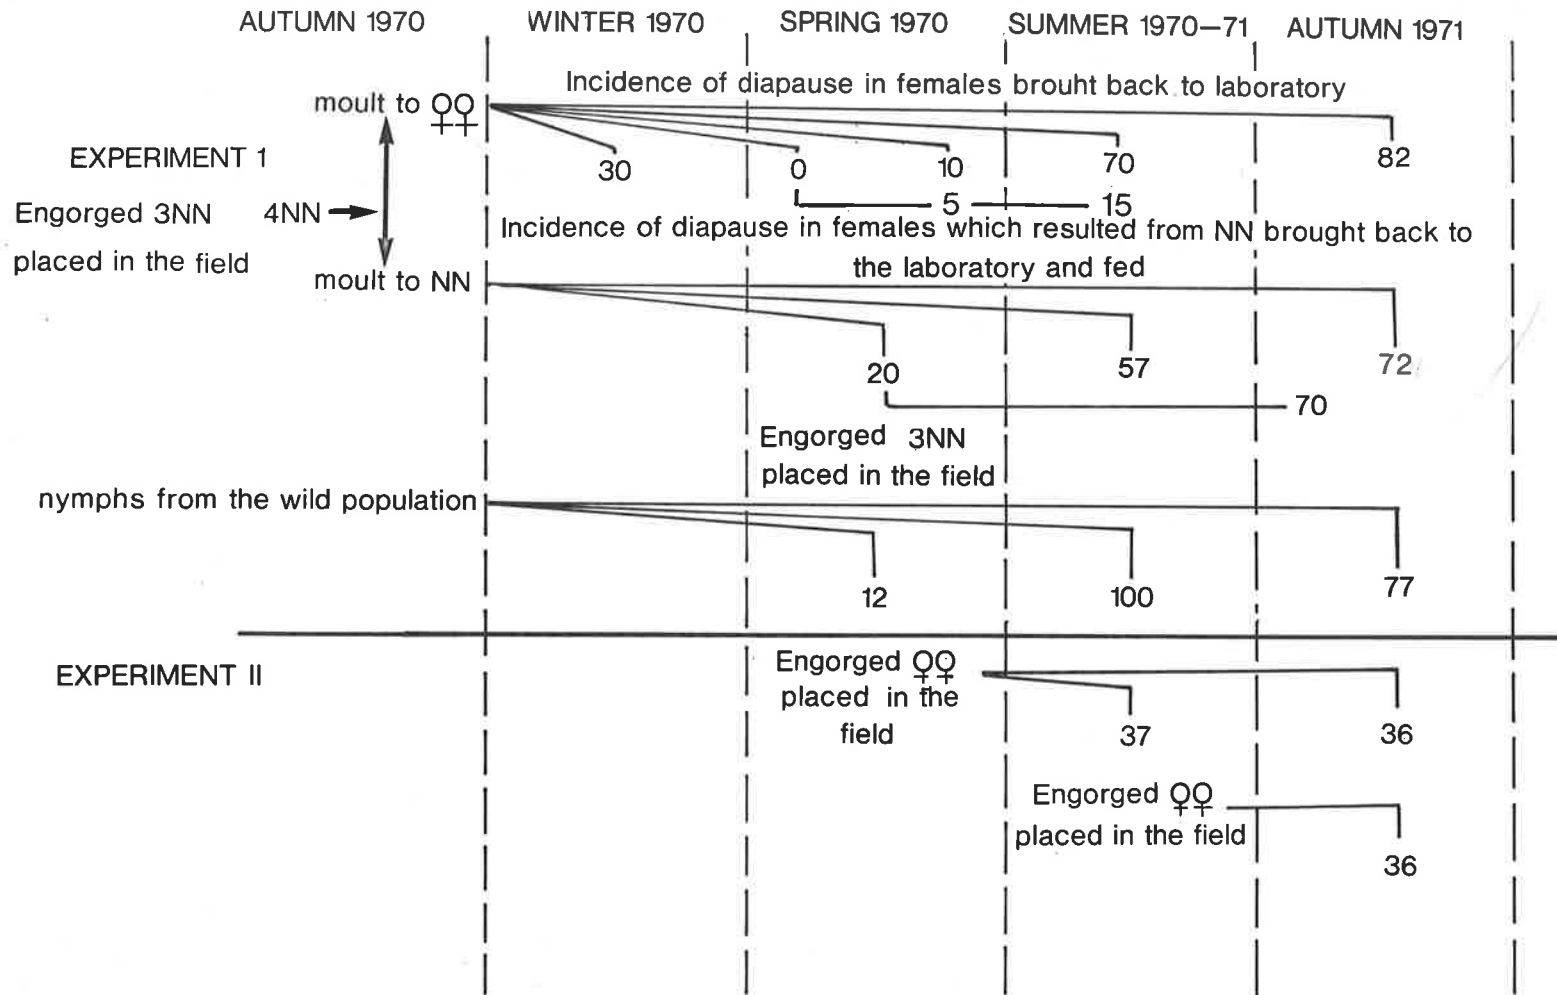 AUTUMN 1970 WINTER 1970 SPRING 1970 SUMMER 1970–71 AUTUMN 1971
Incidence of diapause in females brouht back to laboratory
moult to ♀♀
EXPERIMENT 1
30 0 10 70 82
Engorged 3NN 4NN
5 15
placed in the field
Incidence of diapause in females which resulted from NN brought back to
the laboratory and fed
moult to NN
20 57 72
70
Engorged 3NN
placed in the field
nymphs from the wild population
12 100 77
EXPERIMENT II
Engorged ♀♀
placed in the
field
37 36
Engorged ♀♀
placed in the field
36